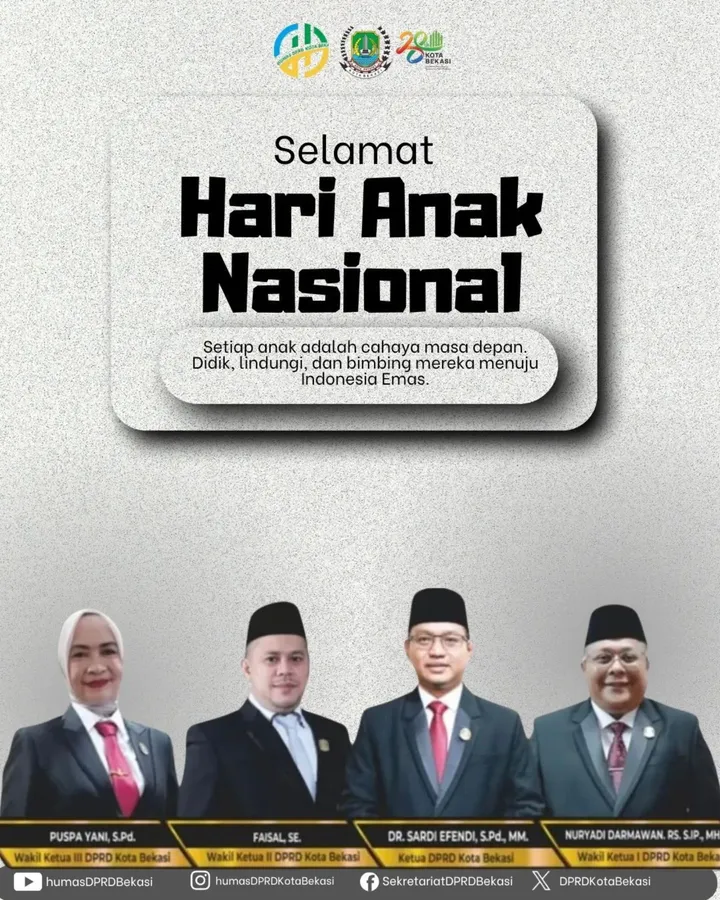 28
KOTA
BEKASI
Selamat
Hari Anak
Nasional
Setiap anak adalah cahaya masa depan.
Didik, lindungi, dan bimbing mereka menuju
Indonesia Emas.
PUSPA YANI, S.Pd.
Wakil Ketua III DPRD Kota Bekasi
FAISAL, SE.
Wakil Ketua II DPRD Kota Bekasi
DR. SARDI EFENDI, S.Pd., MM.
Ketua DPRD Kota Bekasi
NURYADI DARMAWAN. RS. S.IP., MH
Wakil Ketua I DPRD Kota Beka
humasDPRDBekasi
humasDPRDKotaBekasi
SekretariatDPRDBekasi
DPRDKotaBekasi